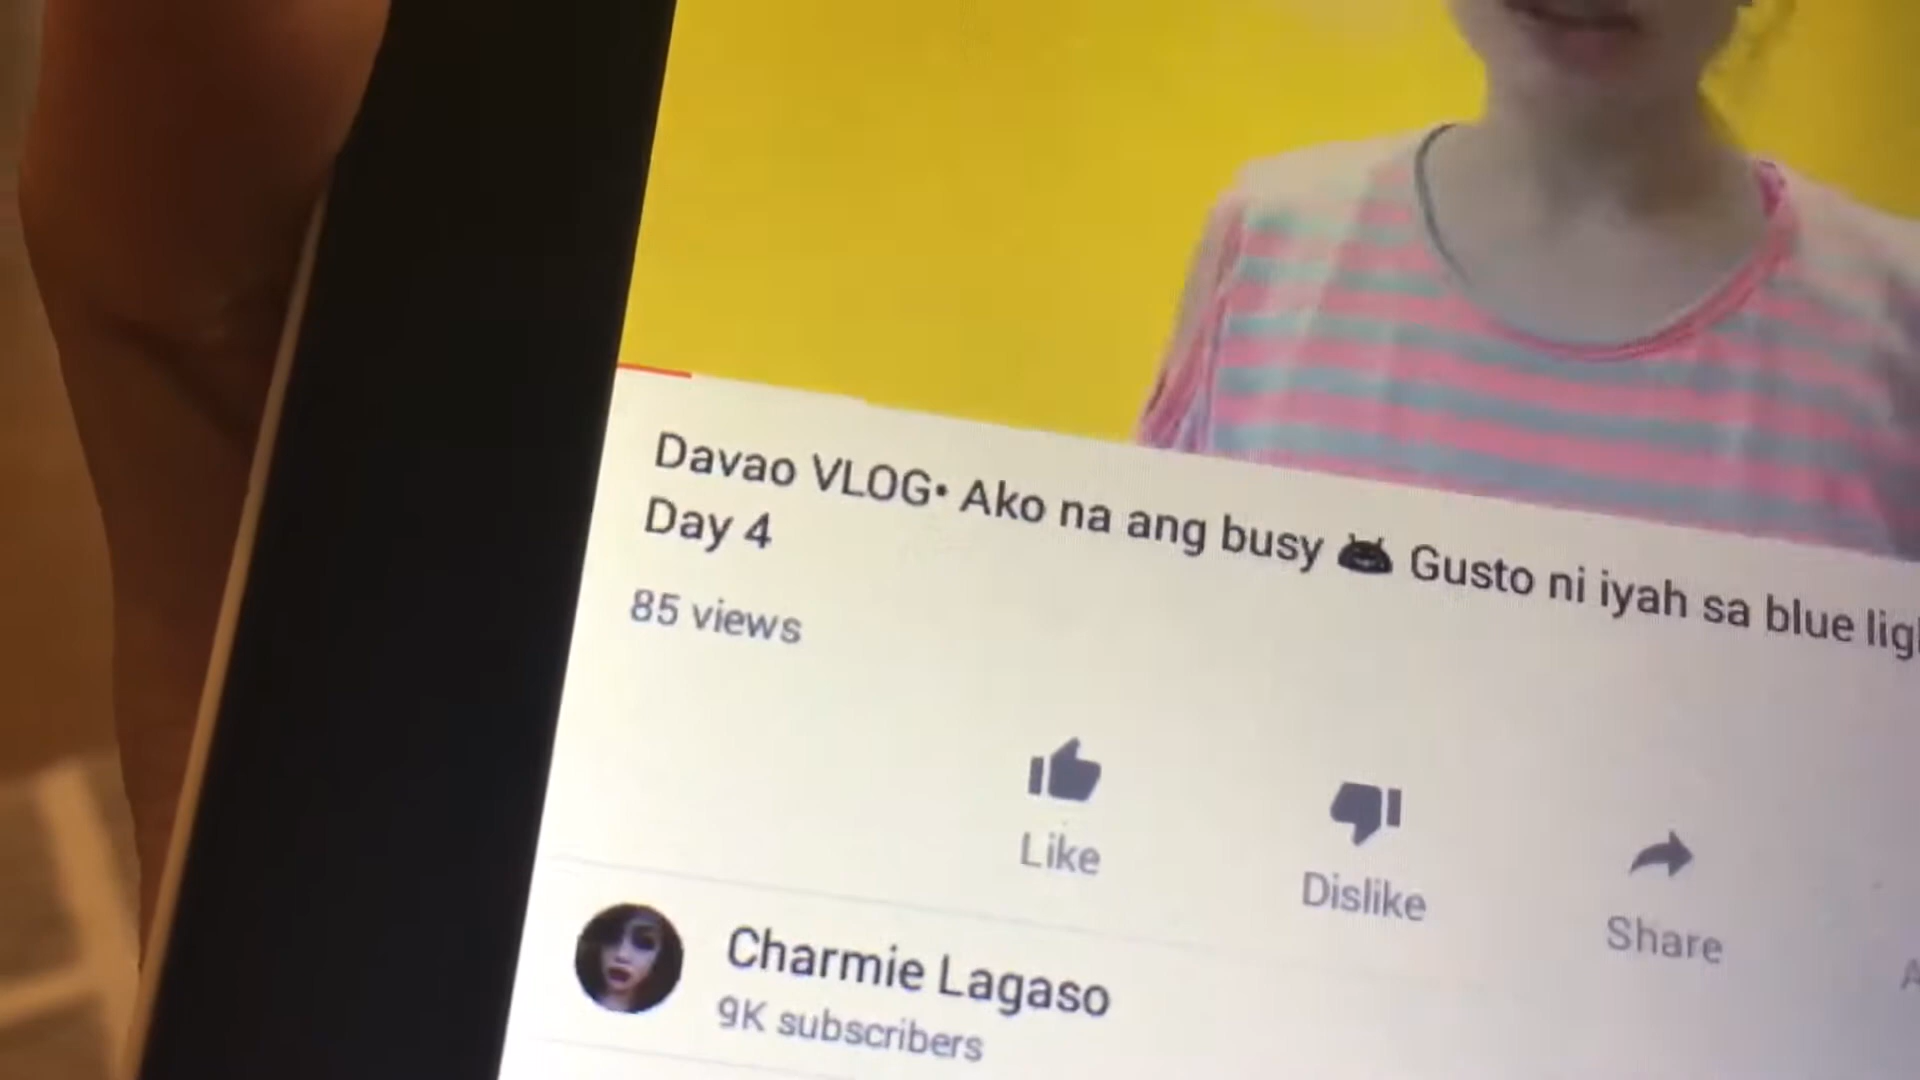 Davao VLOG• Ako na ang busy Gusto ni iyah sa blue
Day 4
85 views
Like
Dislike
Share
Charmie Lagaso
9K subscribers